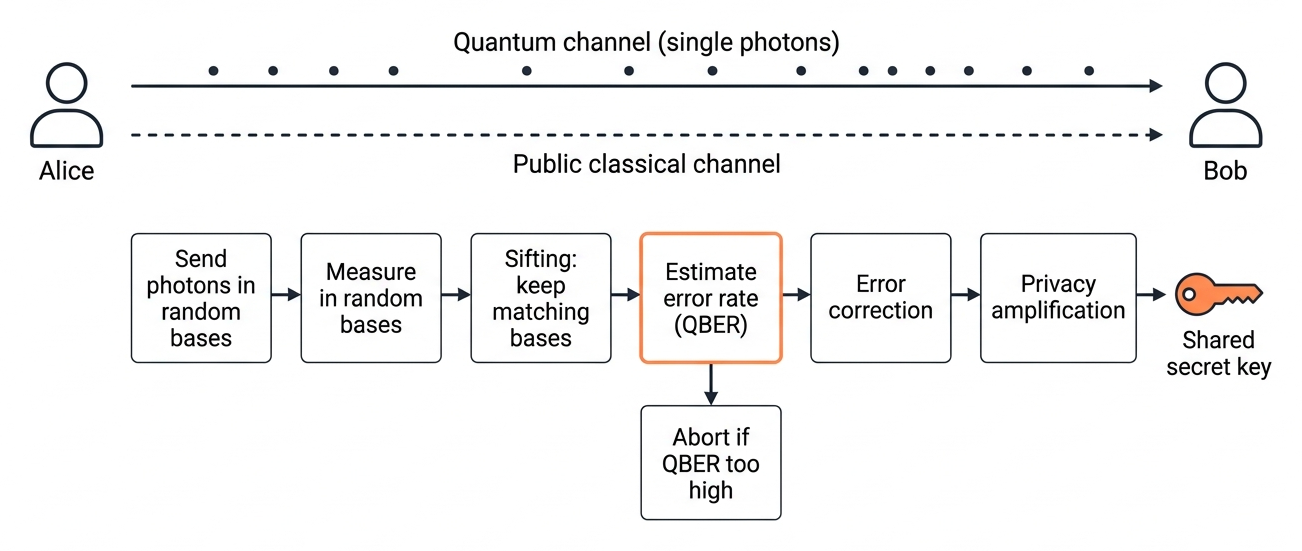 Quantum channel (single photons)
Alice
Public classical channel
Bob
Send
photons in
random
bases
Measure
in random
bases
Sifting:
keep
matching
bases
Estimate
error rate
(QBER)
Error
correction
Privacy
amplification
Shared
secret key
Abort if
QBER too
high